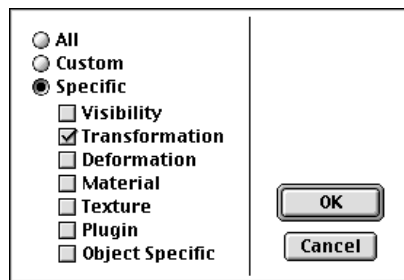 All
Custom
Specific
Visibility
Transformation
Deformation
Material
Texture
Plugin
Object Specific
OK
Cancel